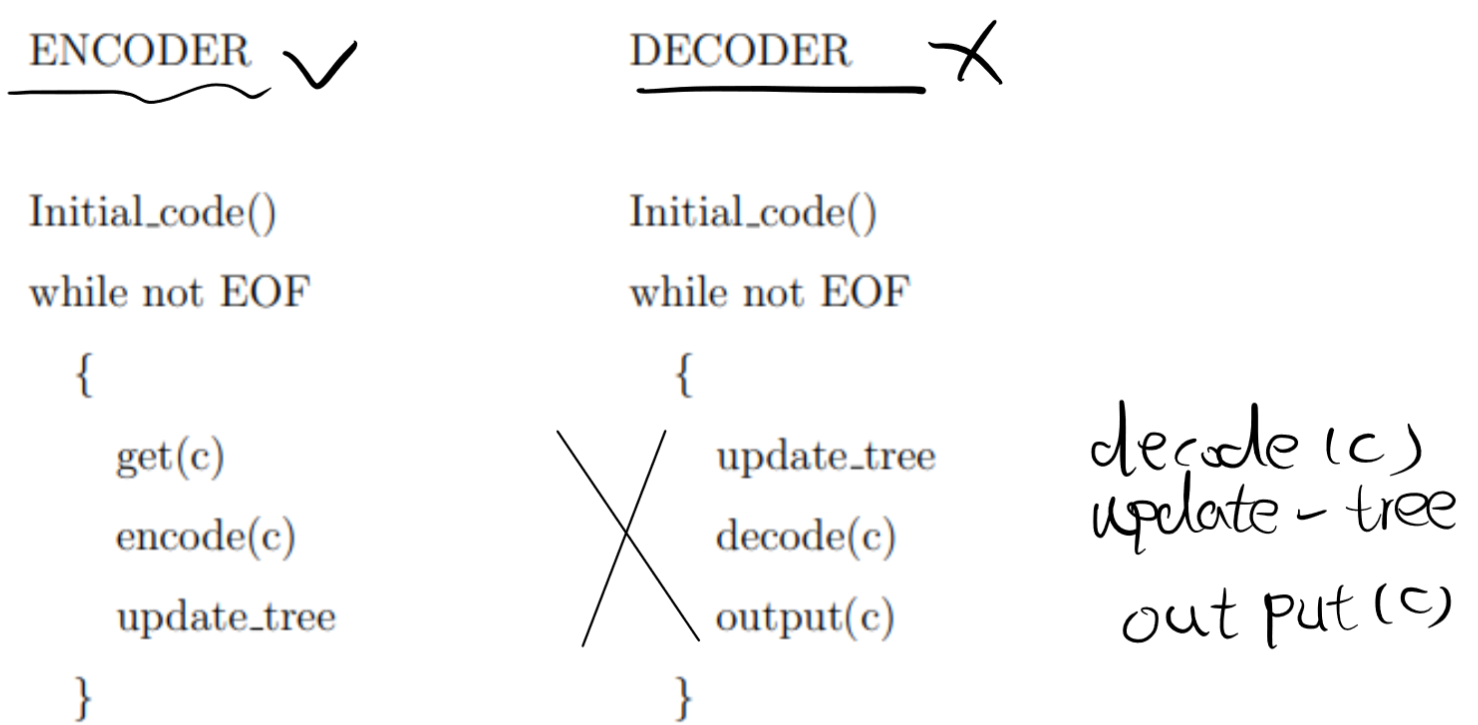 ENCODER
Initial_code()
while not EOF
{
get(c)
encode(c)
update_tree
}
DECODER
Initial_code()
while not EOF
{
update_tree
decode(c)
output(c)
}
decode (c)
update-tree
out put (c)